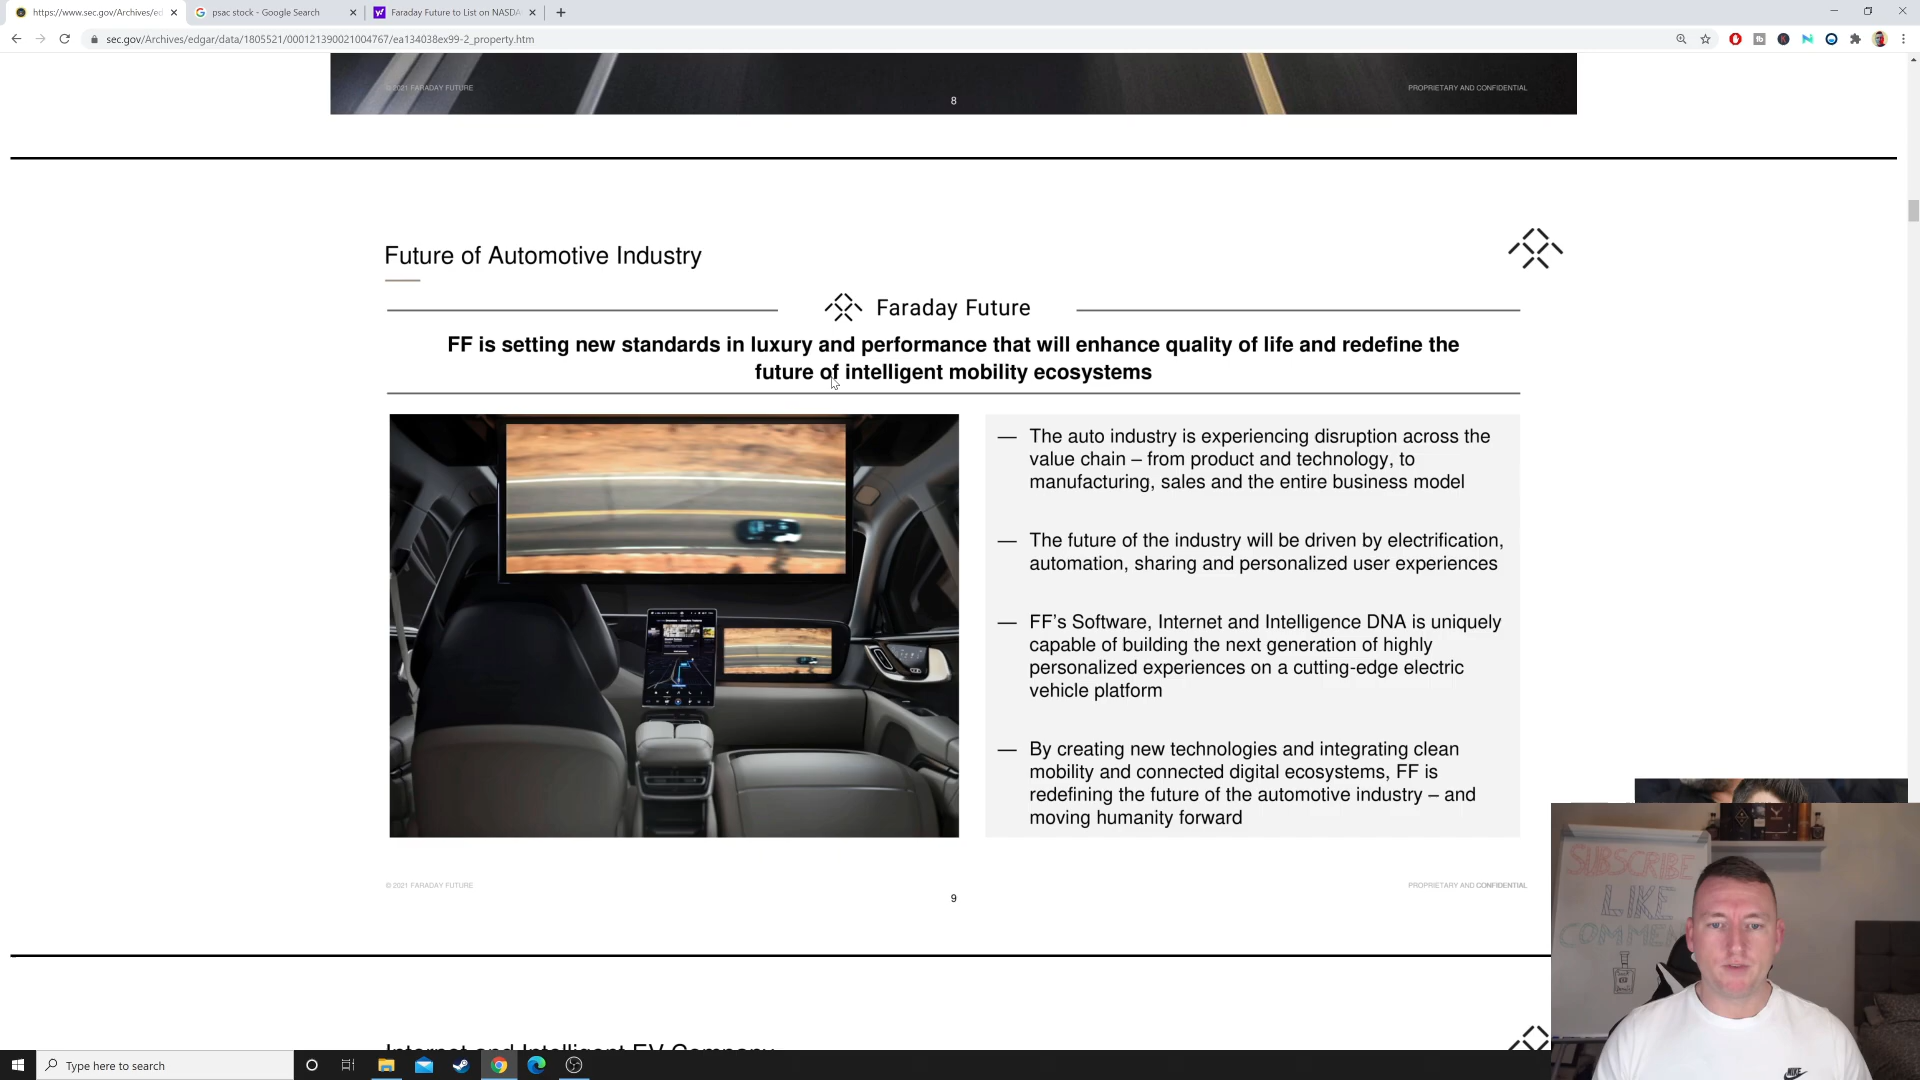 https://www.sec.gov/Archives/ed
psac stock - Google Search
Faraday Future to List on NASDA
sec.gov/Archives/edgar/data/1805521/000121390021004767/ea134038ex99-2_property.htm
© 2021 FARADAY FUTURE
PROPRIETARY AND CONFIDENTIAL
8
Future of Automotive Industry
Faraday Future
FF is setting new standards in luxury and performance that will enhance quality of life and redefine the
future of intelligent mobility ecosystems
— The auto industry is experiencing disruption across the
value chain – from product and technology, to
manufacturing, sales and the entire business model
— The future of the industry will be driven by electrification,
automation, sharing and personalized user experiences
— FF's Software, Internet and Intelligence DNA is uniquely
capable of building the next generation of highly
personalized experiences on a cutting-edge electric
vehicle platform
— By creating new technologies and integrating clean
mobility and connected digital ecosystems, FF is
redefining the future of the automotive industry – and
moving humanity forward
© 2021 FARADAY FUTURE
PROPRIETARY AND CONFIDENTIAL
9
Internet and Intelligent EV Company
SUBSCRIBE
LIKE
COMME
NIKE
Type here to search